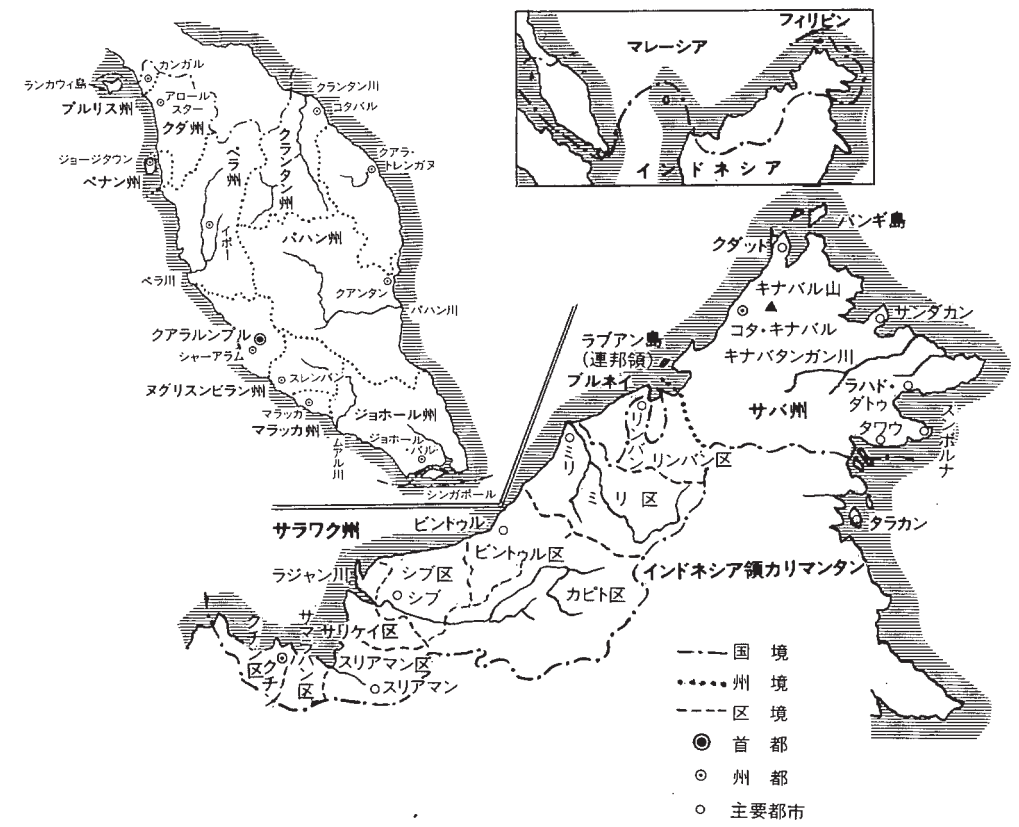 フィリピン
マレーシア
インドネシア
カンガル
ランカウィ島
プルリス州
アロール
スター
クダ州
クランタン川
コタバル
ジョージタウン
ペナン州
ペラ州
クランタン州
クアラ・
トレンガヌ
イポー
パハン州
ペラ川
クアンタン
パハン川
クアラルンプル
シャーアラム
スレンバン
ヌグリスンビラン州
マラッカ
マラッカ州
ムアル川
ジョホール州
ジョホール
・バル
シンガポール
バンギ島
クダット
キナバル山
サンダカン
コタ・キナバル
キナバタンガン川
ラブアン島
(連邦領)
ブルネイ
ラハド・
ダトゥ
サバ州
タワウ
スンポルナ
リンバン
リンバン区
ミリ
ミリ区
タラカン
サラワク州
ビントゥル
ビントゥル区
インドネシア領カリマンタン
ラジャン川
シブ区
シブ
カピト区
サマラハン区
サリケイ区
クチン区
クチン
スリアマン区
スリアマン
国境
州境
区境
首都
州都
主要都市